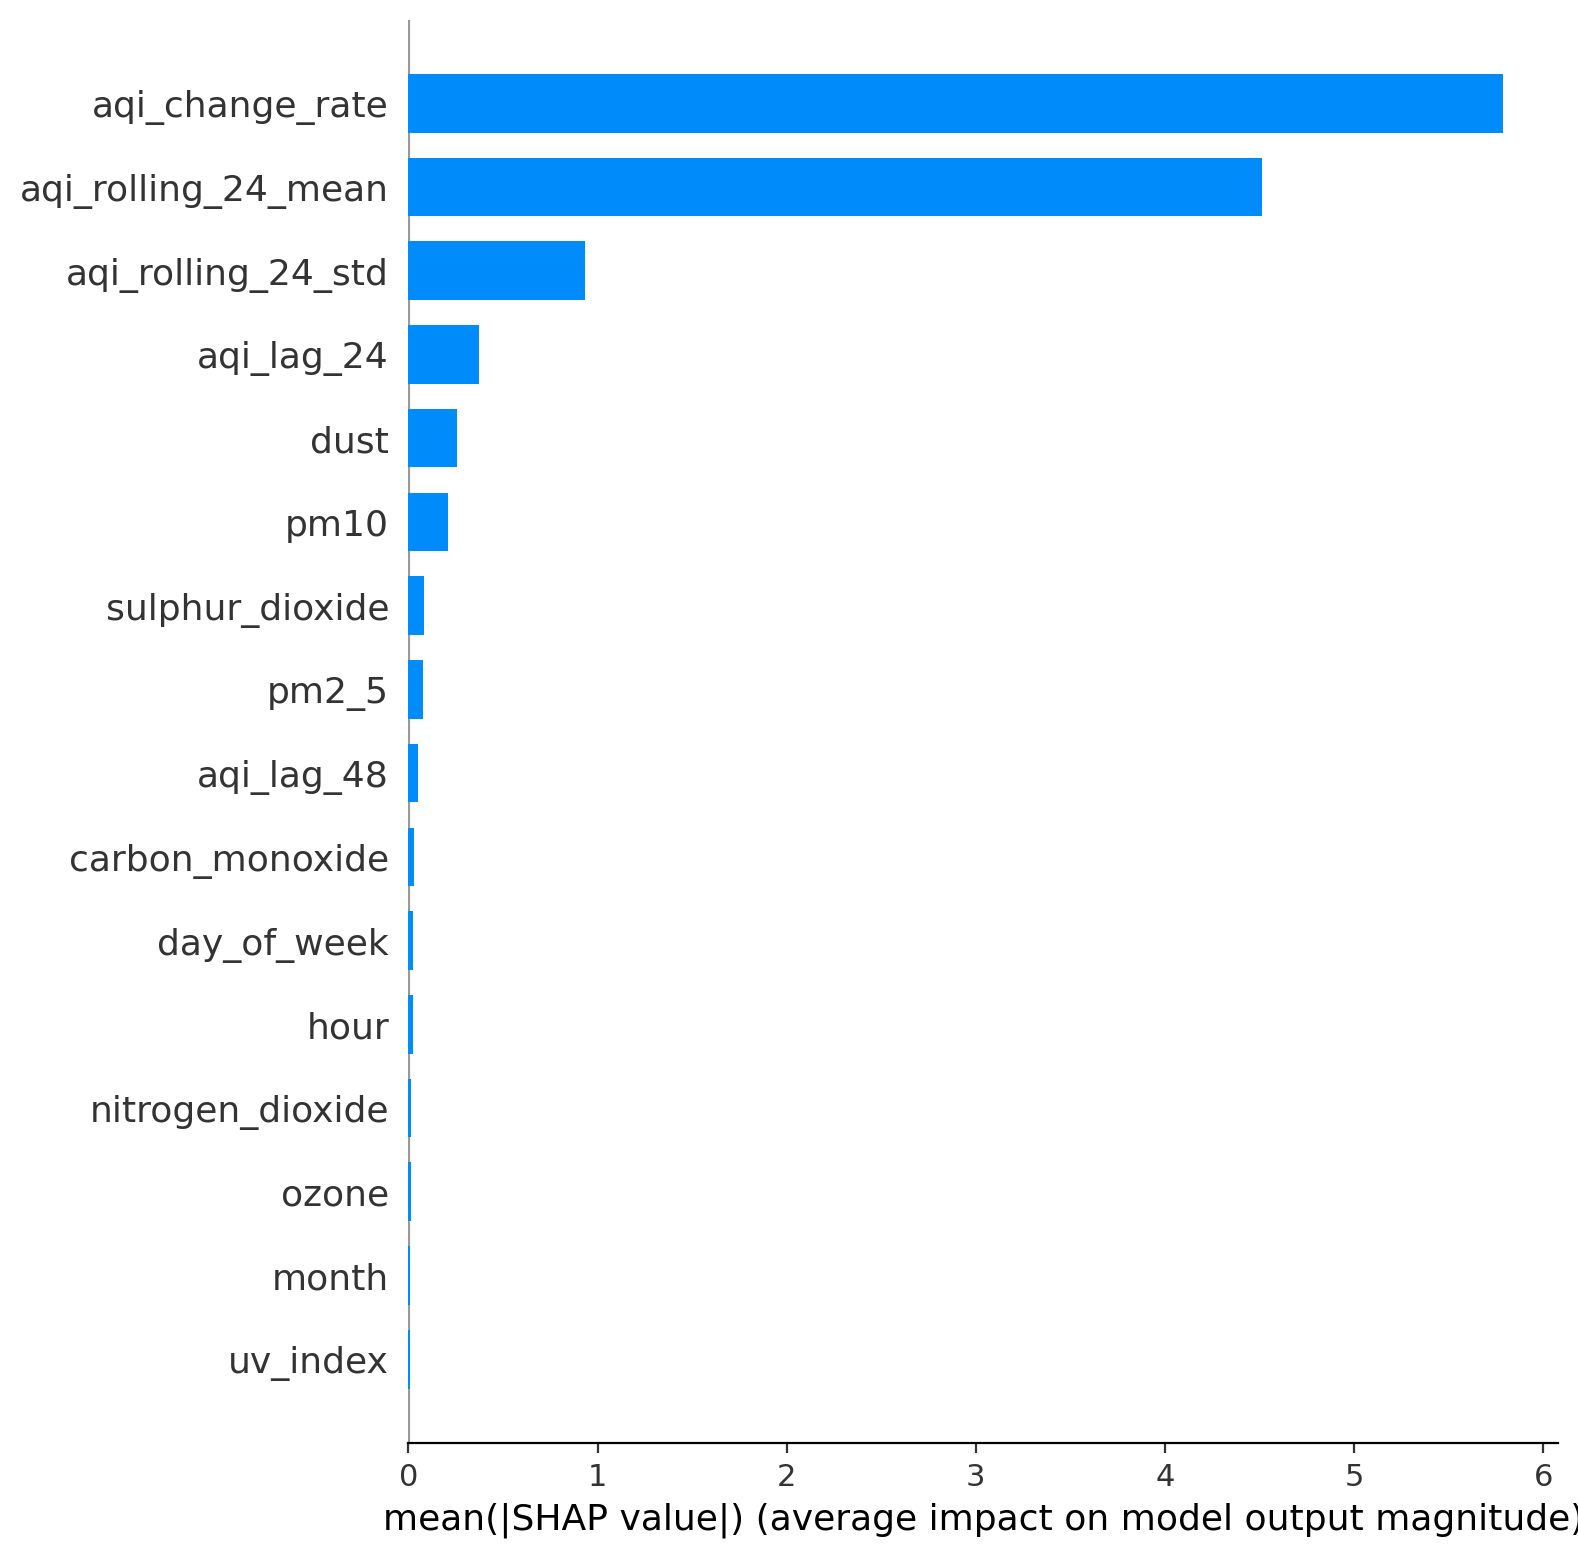 aqi_change_rate
aqi_rolling_24_mean
aqi_rolling_24_std
aqi_lag_24
dust
pm10
sulphur_dioxide
pm2_5
aqi_lag_48
carbon_monoxide
day_of_week
hour
nitrogen_dioxide
ozone
month
uv_index
0 1 2 3 4 5 6
mean(|SHAP value|) (average impact on model output magnitude)